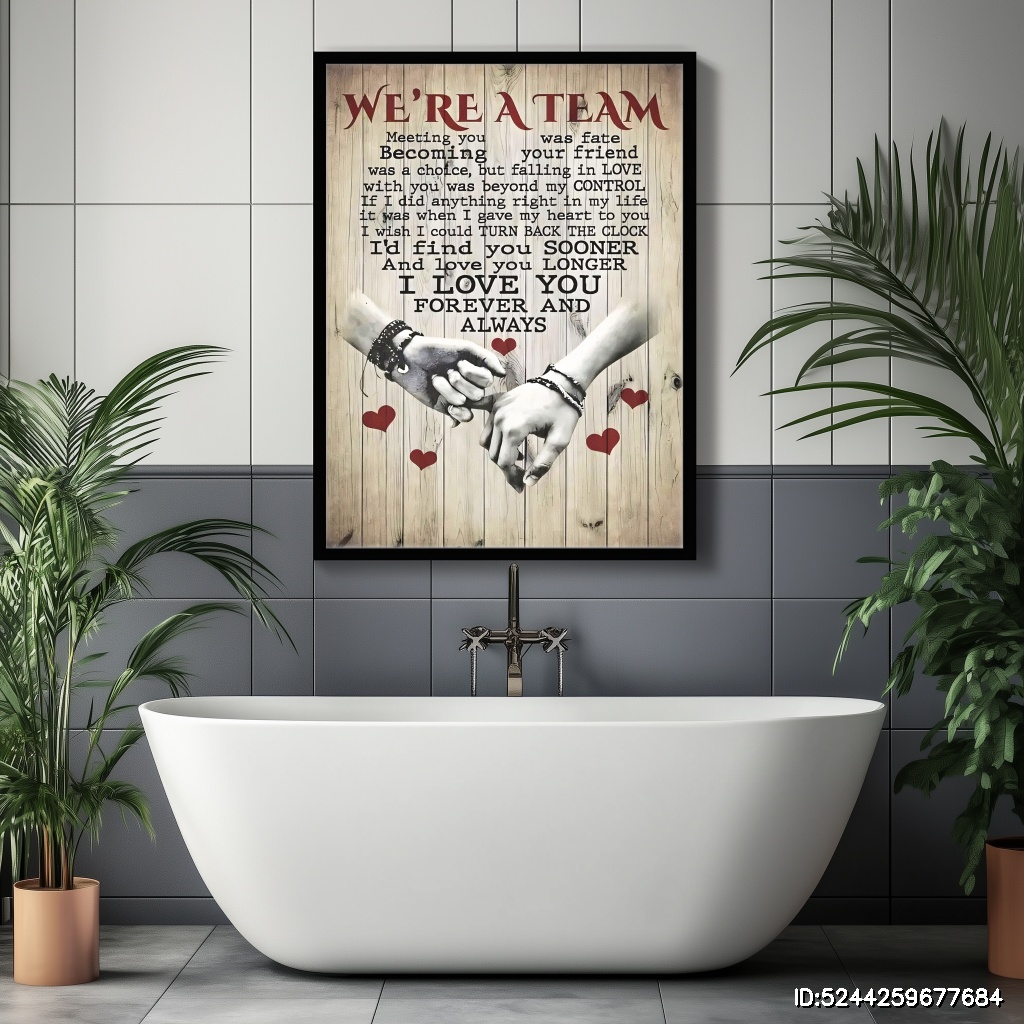 WE'RE A TEAM
Meeting you was fate
Becoming your friend
was a choice, but falling in LOVE
with you was beyond my CONTROL
If I did anything right in my life
it was when I gave my heart to you
I wish I could TURN BACK THE CLOCK
I'd find you SOONER
And love you LONGER
I LOVE YOU
FOREVER AND
ALWAYS
ID:5244259677684